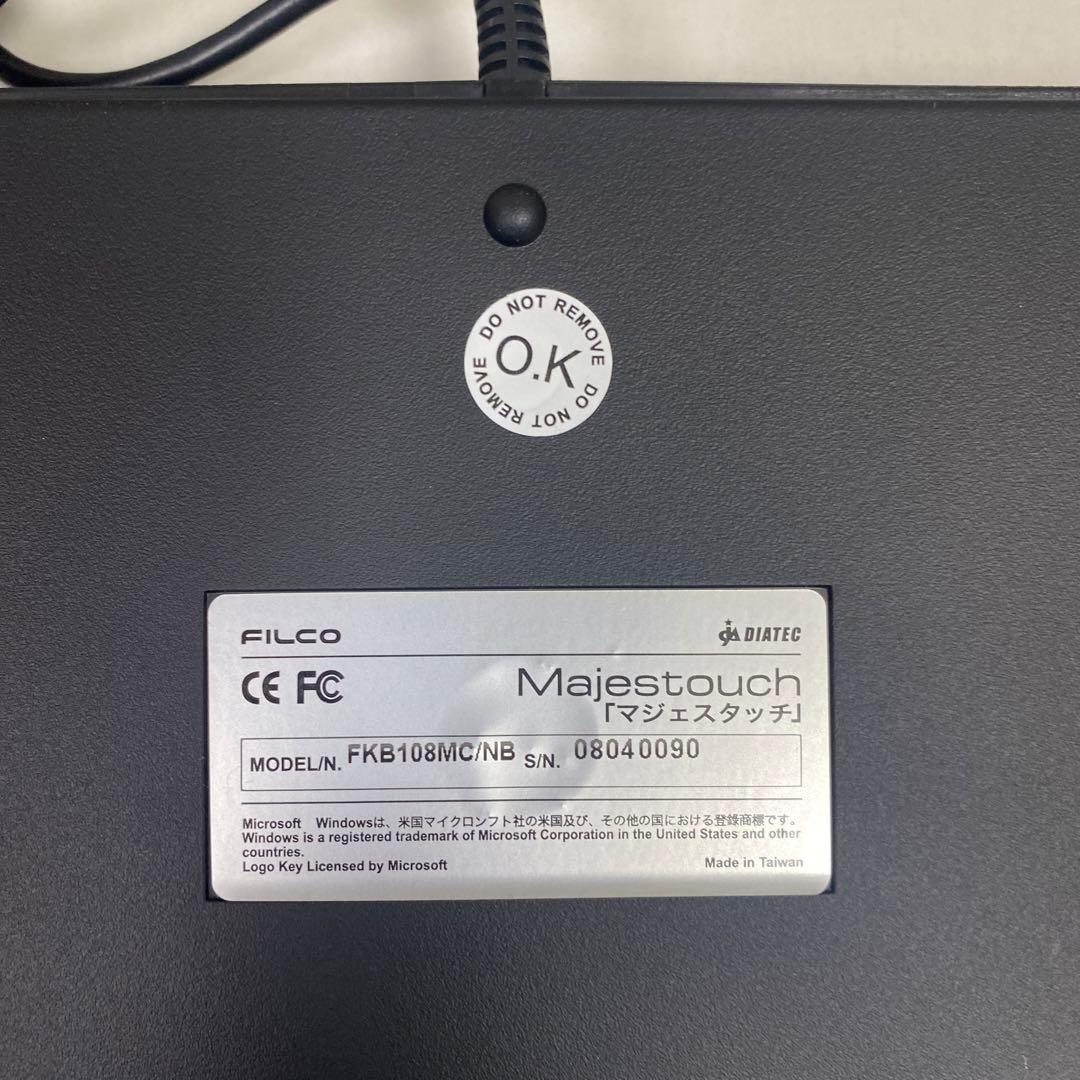 DO NOT REMOVE DO NOT REMOVE
O.K
FILCO
DIATEC
CE FC
Majestouch
「マジェスタッチ」
MODEL/N. FKB108MC/NB S/N. 08040090
Microsoft Windowsは、米国マイクロンフト社の米国及び、その他の国における登錄商標です。
Windows is a registered trademark of Microsoft Corporation in the United States and other
countries.
Logo Key Licensed by Microsoft
Made in Taiwan